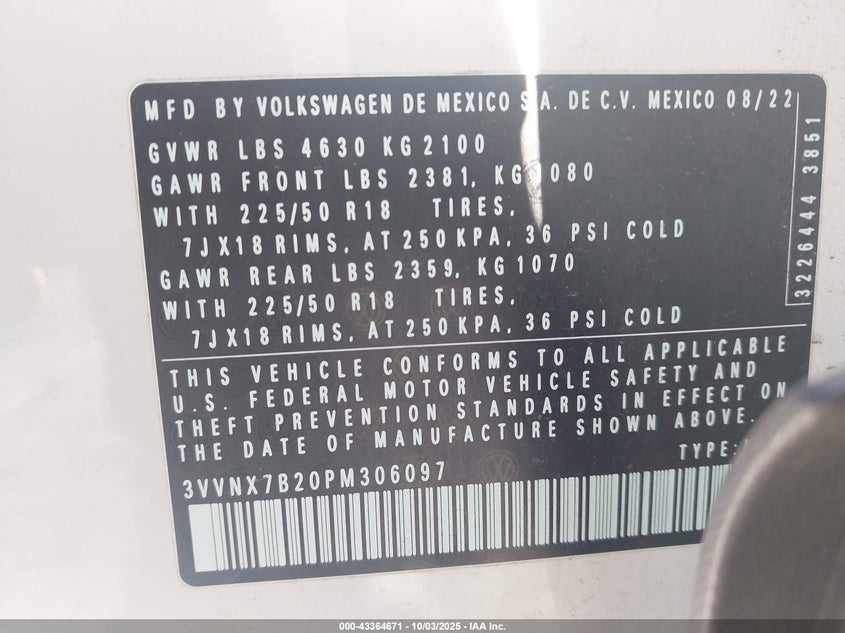 MFD BY VOLKSWAGEN DE MEXICO S.A. DE C.V. MEXICO 08/22
GVWR LBS 4630 KG 2100
GAWR FRONT LBS 2381, KG 1080
WITH 225/50 R18 TIRES,
7JX18 RIMS, AT 250 KPA, 36 PSI COLD
GAWR REAR LBS 2359, KG 1070
WITH 225/50 R18 TIRES,
7JX18 RIMS, AT 250 KPA, 36 PSI COLD
3226444 3851
THIS VEHICLE CONFORMS TO ALL APPLICABLE
U.S. FEDERAL MOTOR VEHICLE SAFETY AND
THEFT PREVENTION STANDARDS IN EFFECT ON
THE DATE OF MANUFACTURE SHOWN ABOVE.
3VVNX7B20PM306097 TYPE:
000-43364671 - 10/03/2025 - IAA Inc.